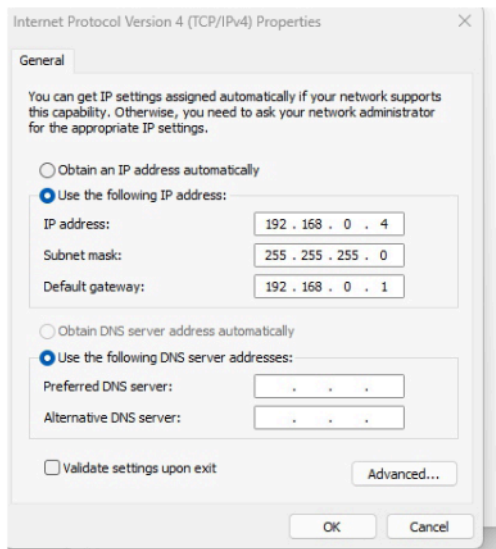 Internet Protocol Version 4 (TCP/IPv4) Properties
General
You can get IP settings assigned automatically if your network supports
this capability. Otherwise, you need to ask your network administrator
for the appropriate IP settings.
Obtain an IP address automatically
Use the following IP address:
IP address: 192 . 168 . 0 . 4
Subnet mask: 255 . 255 . 255 . 0
Default gateway: 192 . 168 . 0 . 1
Obtain DNS server address automatically
Use the following DNS server addresses:
Preferred DNS server: . . .
Alternative DNS server: . . .
Validate settings upon exit
Advanced...
OK Cancel